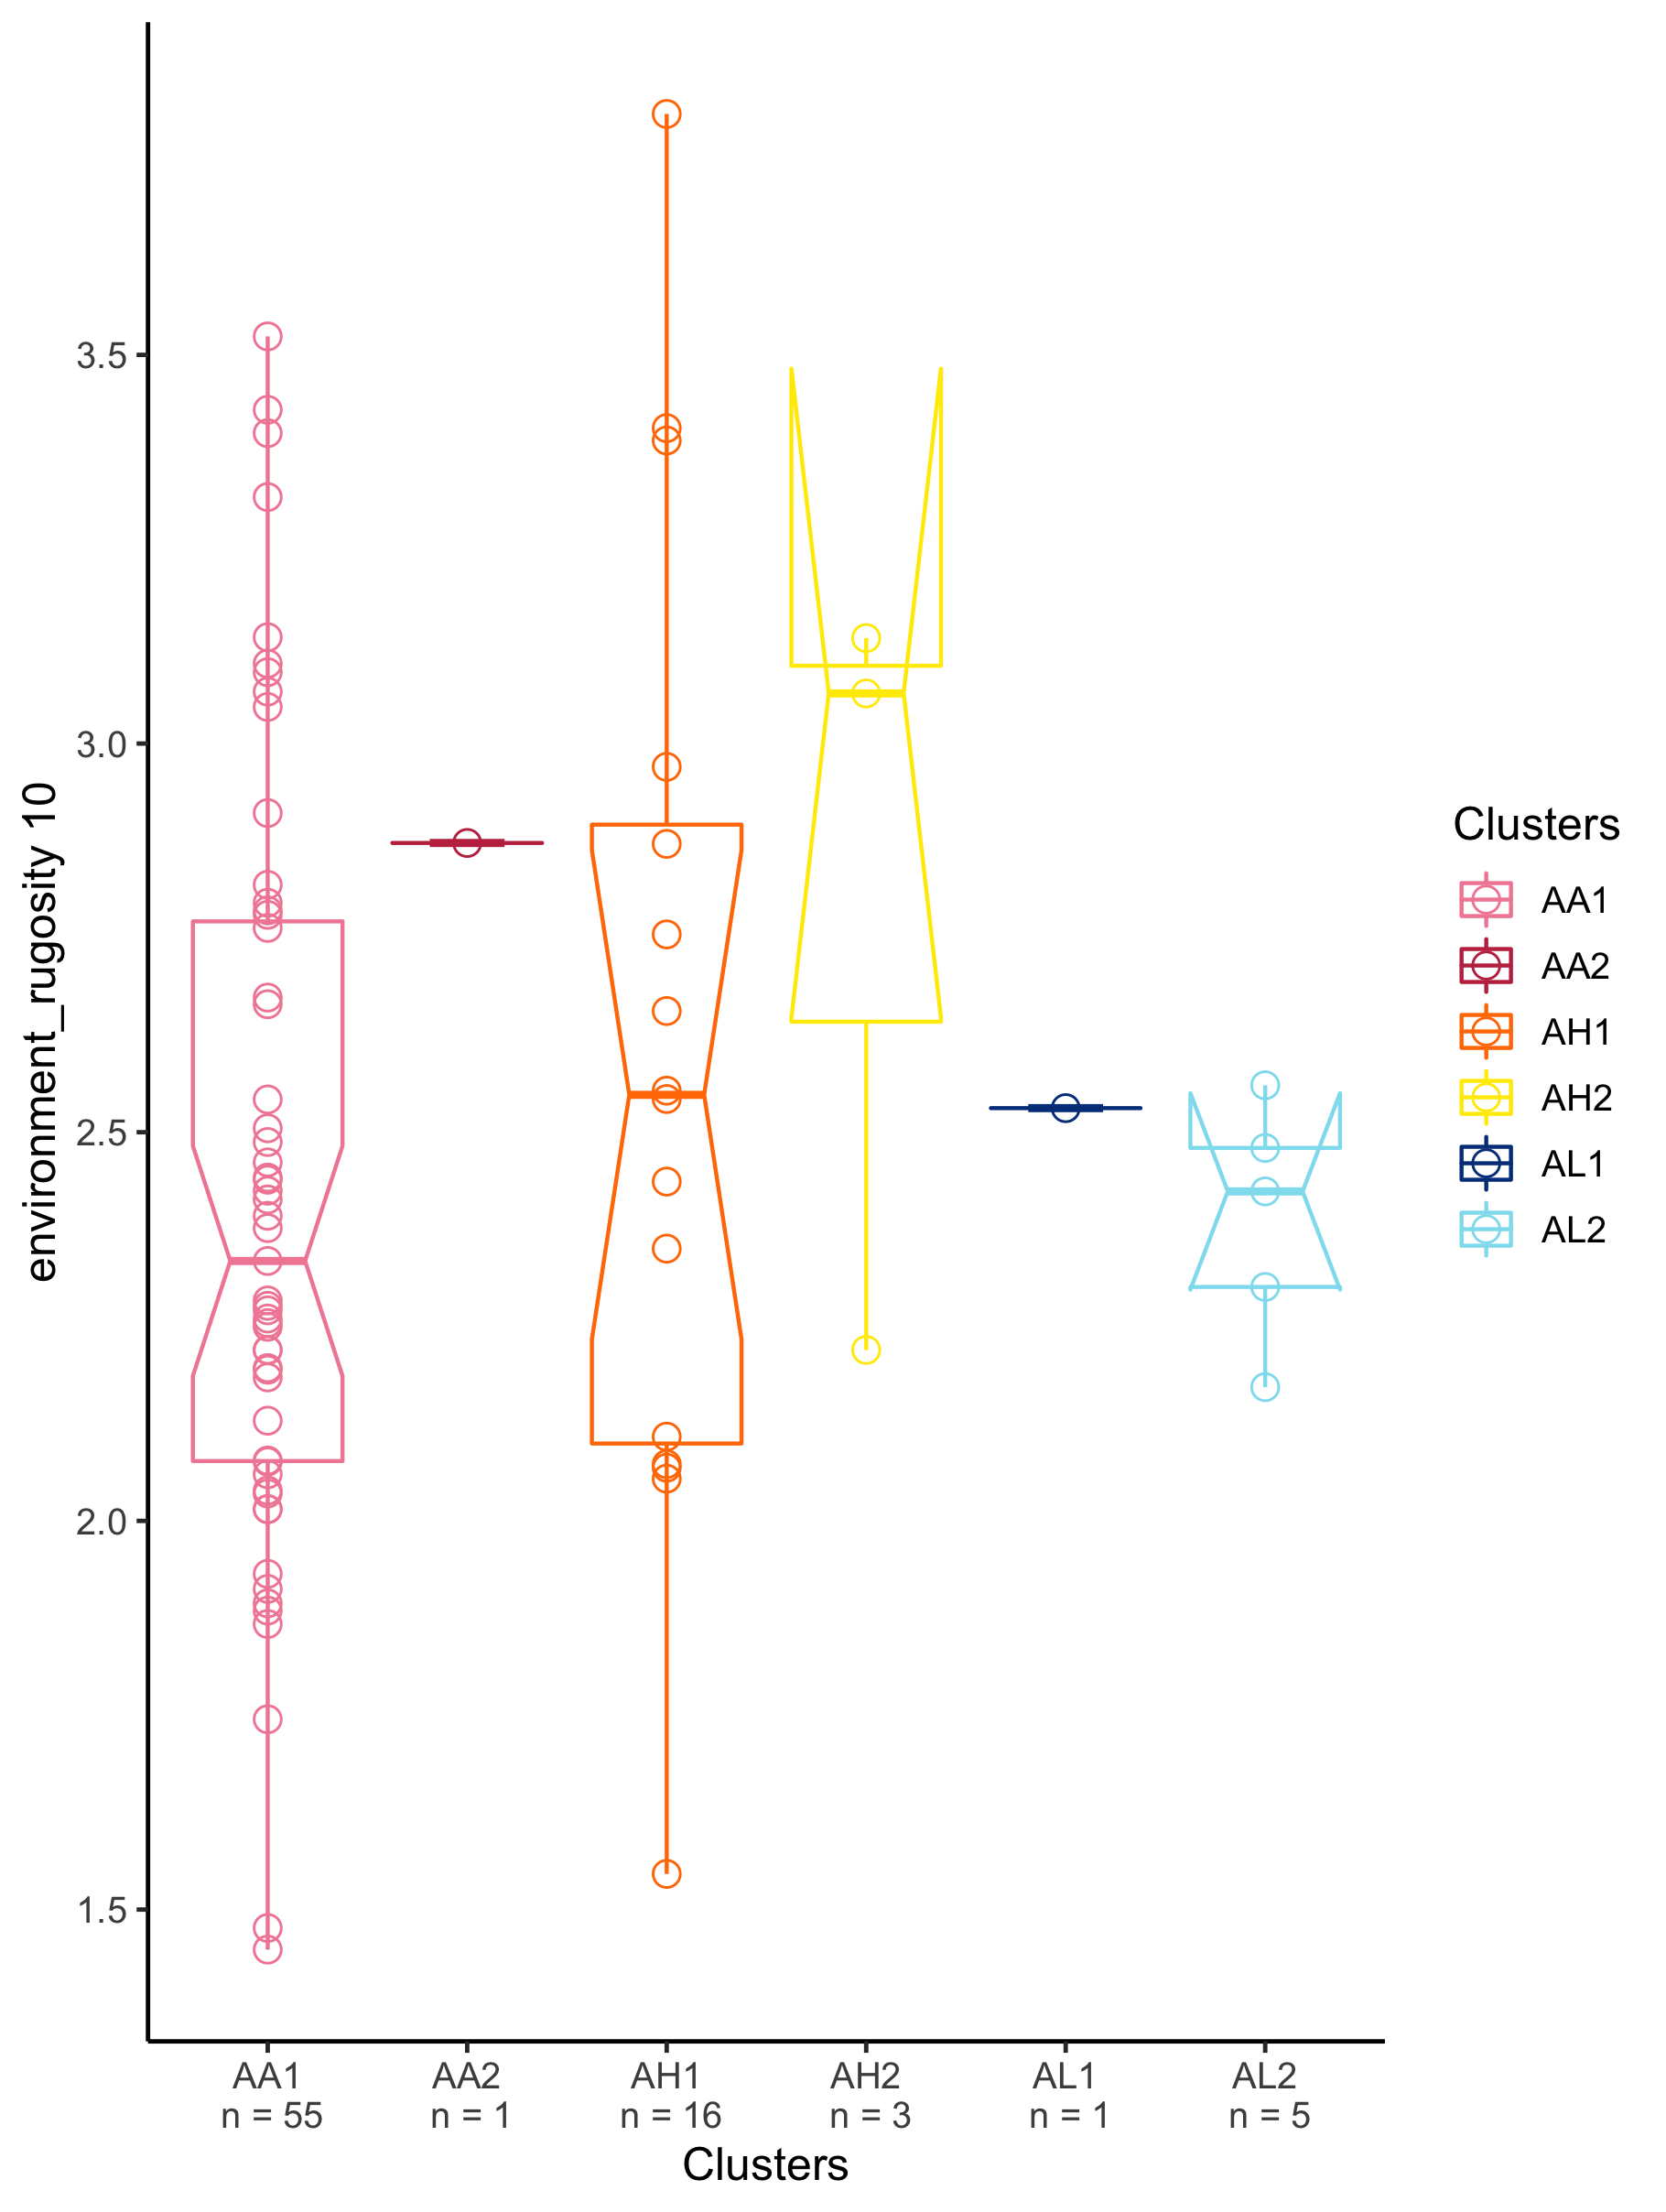 environment_rugosity 10
3.5
3.0
2.5
2.0
1.5
AA1 AA2 AH1 AH2 AL1 AL2
n = 55 n = 1 n = 16 n = 3 n = 1 n = 5
Clusters
Clusters
AA1
AA2
AH1
AH2
AL1
AL2